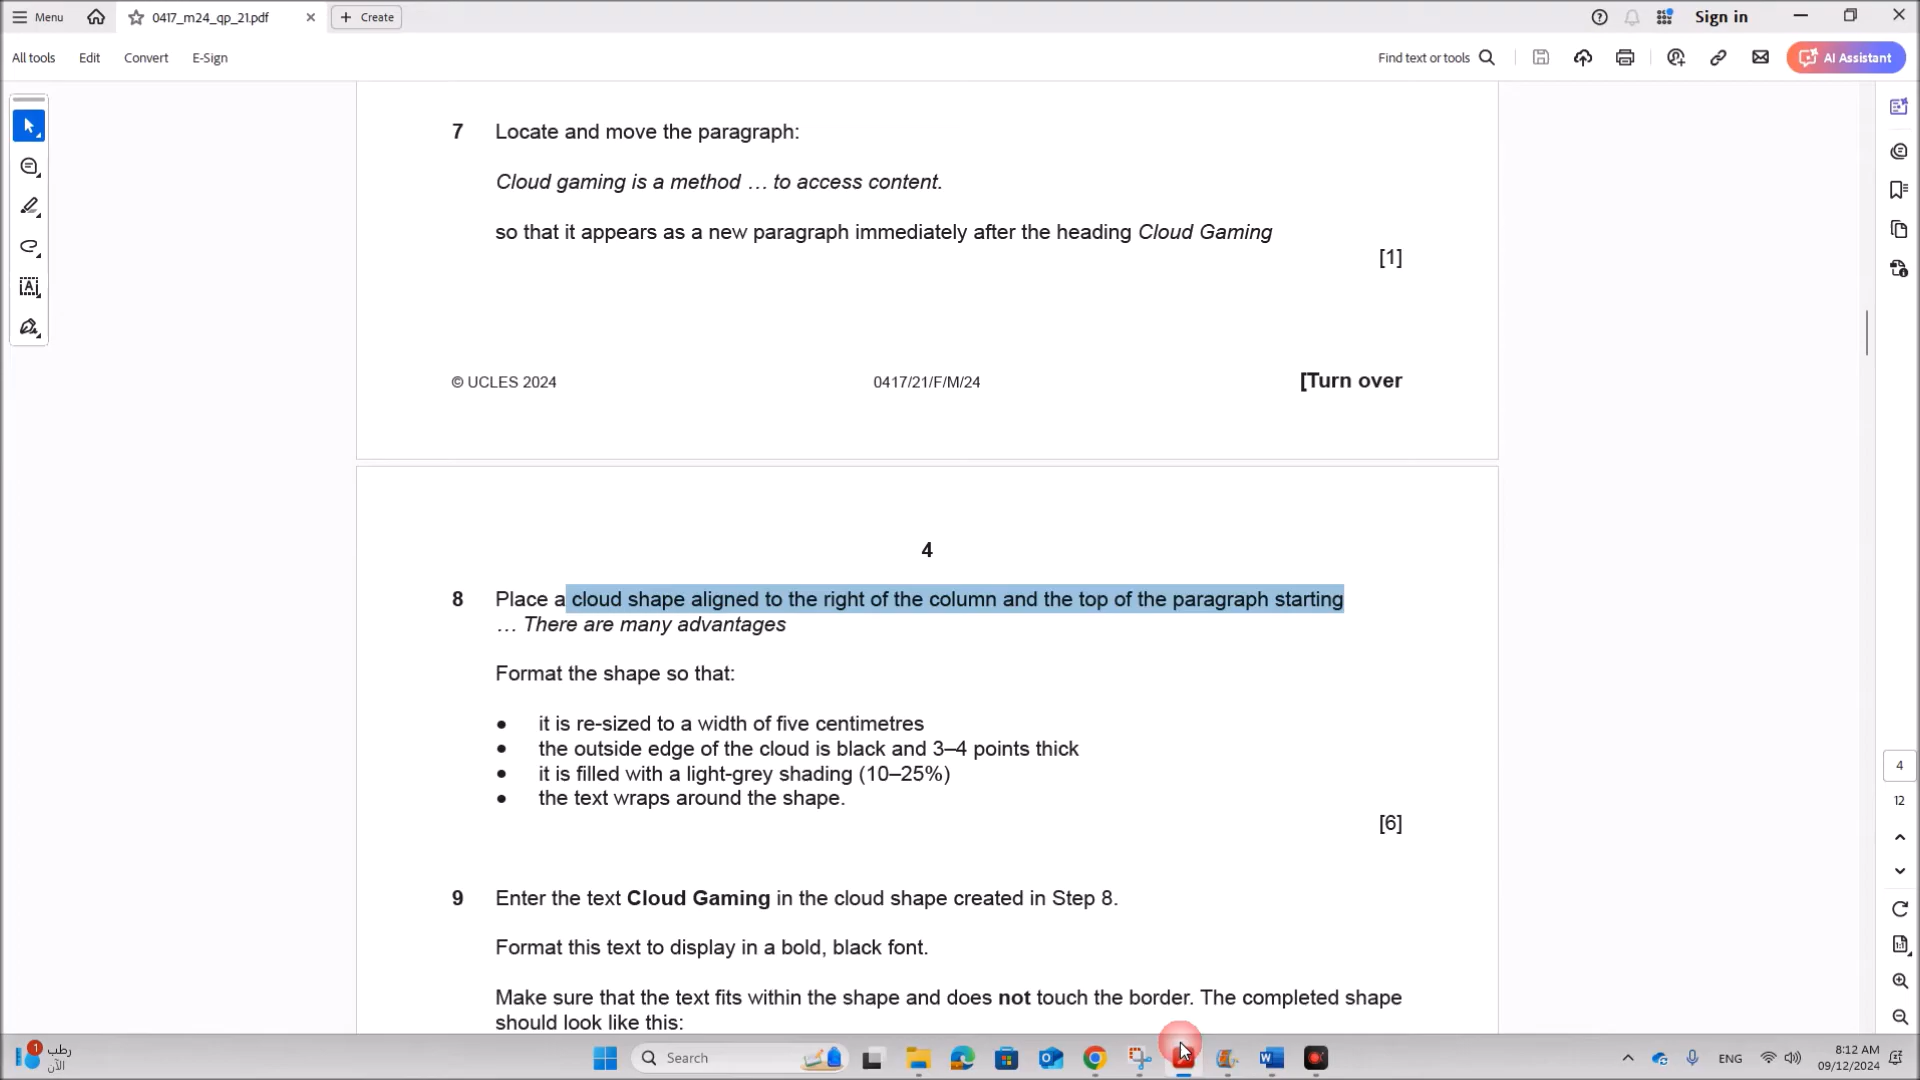 Menu
0417_m24_qp_21.pdf
Create
Sign in
All tools
Edit
Convert
E-Sign
Find text or tools
AI Assistant
7 Locate and move the paragraph:
Cloud gaming is a method … to access content.
so that it appears as a new paragraph immediately after the heading Cloud Gaming
[1]
© UCLES 2024
0417/21/F/M/24
[Turn over
4
8 Place a cloud shape aligned to the right of the column and the top of the paragraph starting
… There are many advantages
Format the shape so that:
• it is re-sized to a width of five centimetres
• the outside edge of the cloud is black and 3–4 points thick
• it is filled with a light-grey shading (10–25%)
• the text wraps around the shape.
[6]
9 Enter the text Cloud Gaming in the cloud shape created in Step 8.
Format this text to display in a bold, black font.
Make sure that the text fits within the shape and does not touch the border. The completed shape
should look like this:
4
12
1
رطب
الآن
Search
ENG
8:12 AM
09/12/2024